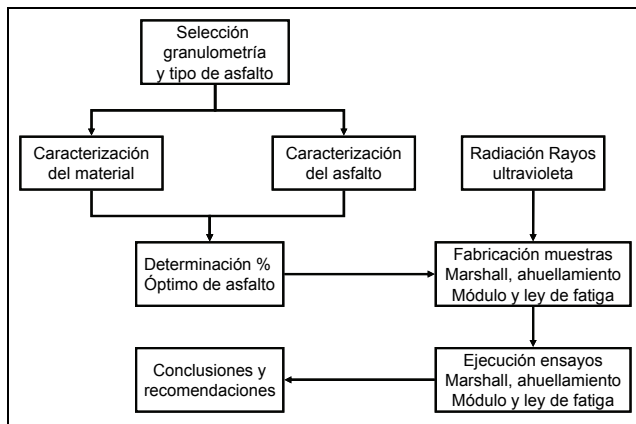 Selección
granulometría
y tipo de asfalto
Caracterización
del material
Caracterización
del asfalto
Radiación Rayos
ultravioleta
Determinación %
Óptimo de asfalto
Fabricación muestras
Marshall, ahuellamiento
Módulo y ley de fatiga
Conclusiones y
recomendaciones
Ejecución ensayos
Marshall, ahuellamiento
Módulo y ley de fatiga